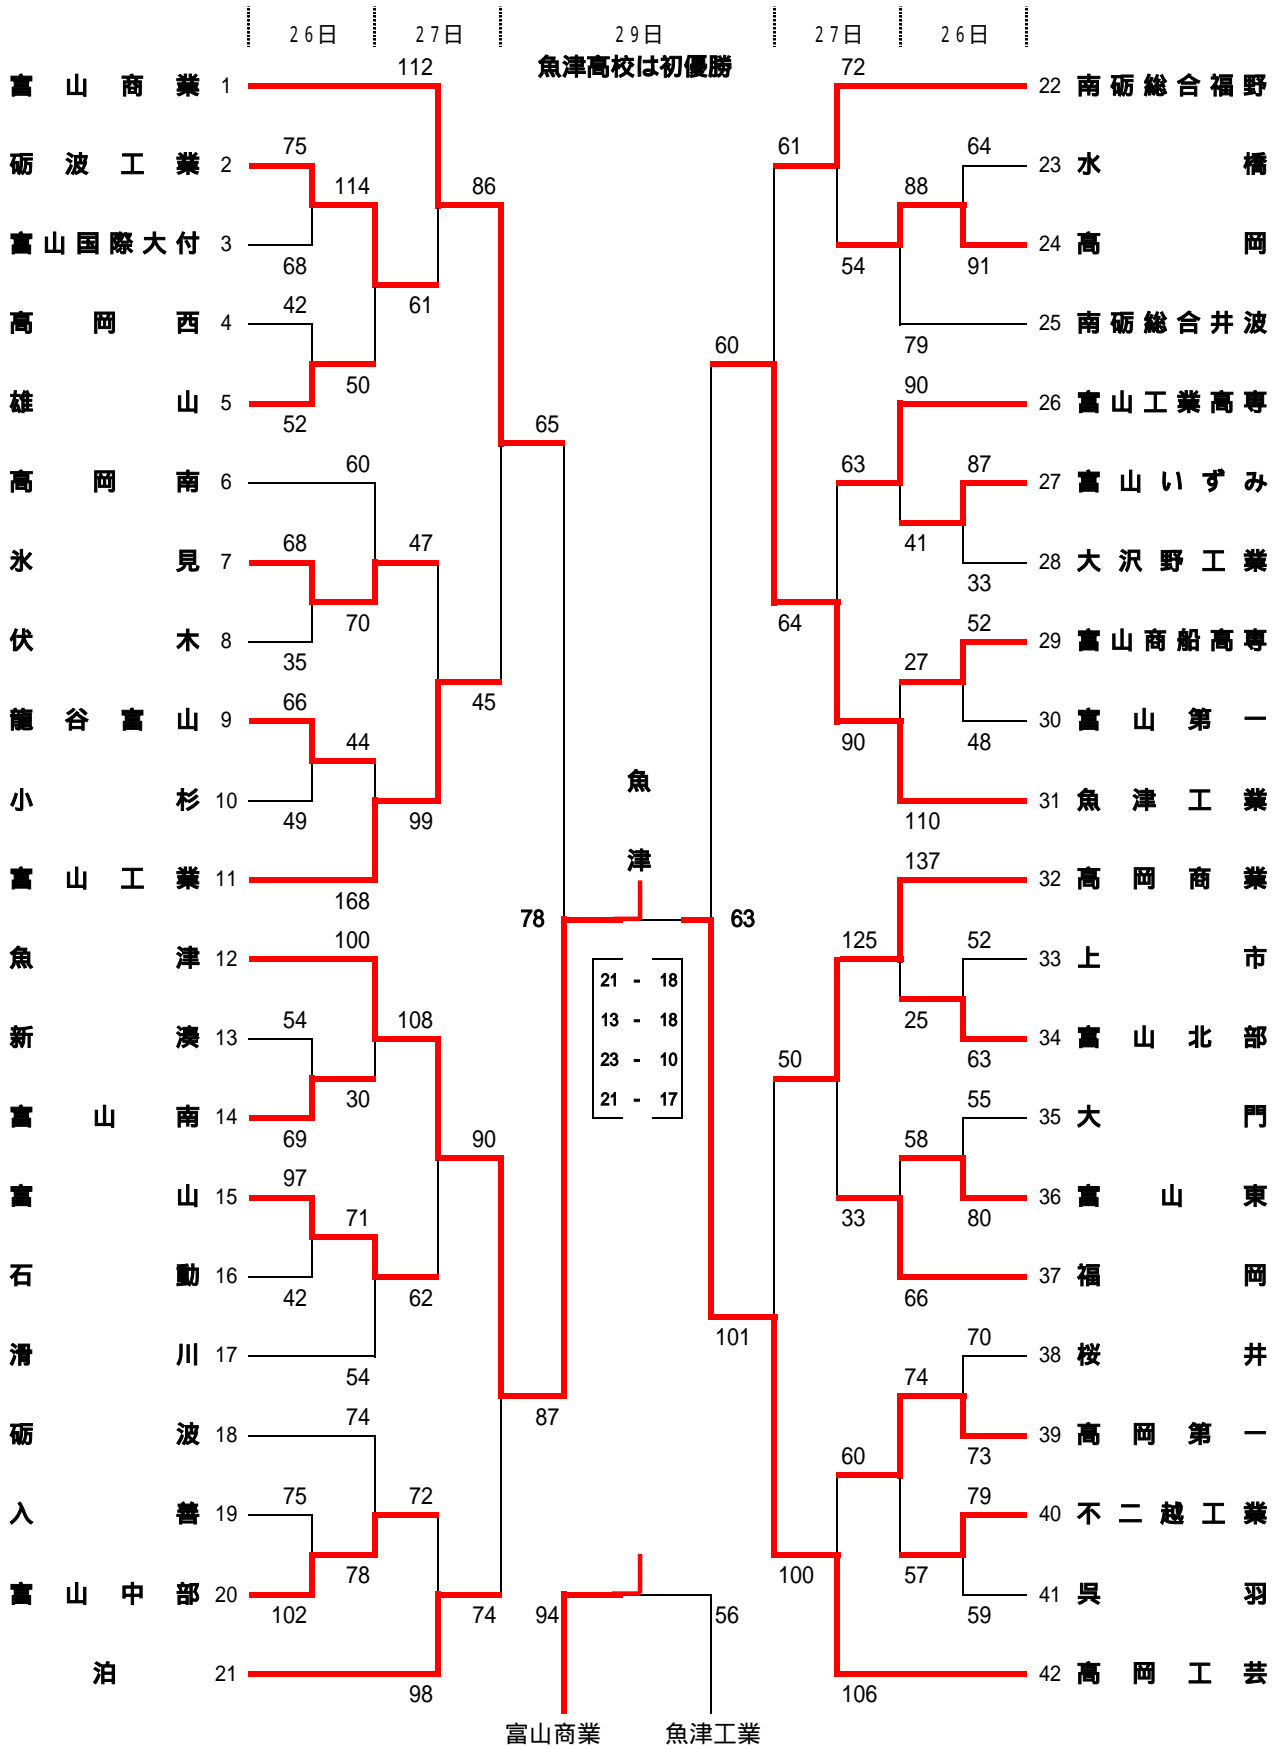 26日 27日 29日 27日 26日
魚津高校は初優勝
112 72
富山商業 1 22 南砺総合福野
75 61 64
砺波工業 2 23 水橋
114 86 88
富山国際大付 3 24 高岡
68 54 91
42 61
高岡西 4 25 南砺総合井波
60 79
50 90
雄山 5 26 富山工業高専
52 65
60 63 87
高岡南 6 27 富山いずみ
68 47 41
氷見 7 28 大沢野工業
33
70 64 52
伏木 8 29 富山商船高専
35 27
66 45
龍谷富山 9 30 富山第一
44 90 48
魚
小杉 10 31 魚津工業
49 99 110
津 137
富山工業 11 32 高岡商業
168
78 63
100 125 52
魚津 12 33 上市
21 - 18
54 108 13 - 18 25
新湊 13 34 富山北部
23 - 10 50 63
30 21 - 17 55
富山南 14 35 大門
69 90 58
97
富山 15 36 富山東
71 33 80
石動 16 37 福岡
42 62 66
101 70
滑川 17 38 桜井
54 74
74 87
砺波 18 39 高岡第一
60 73
75 72 79
入善 19 40 不二越工業
78 100 57
富山中部 20 41 呉羽
102 74 94 56 59
泊 21 42 高岡工芸
98 106
富山商業 魚津工業